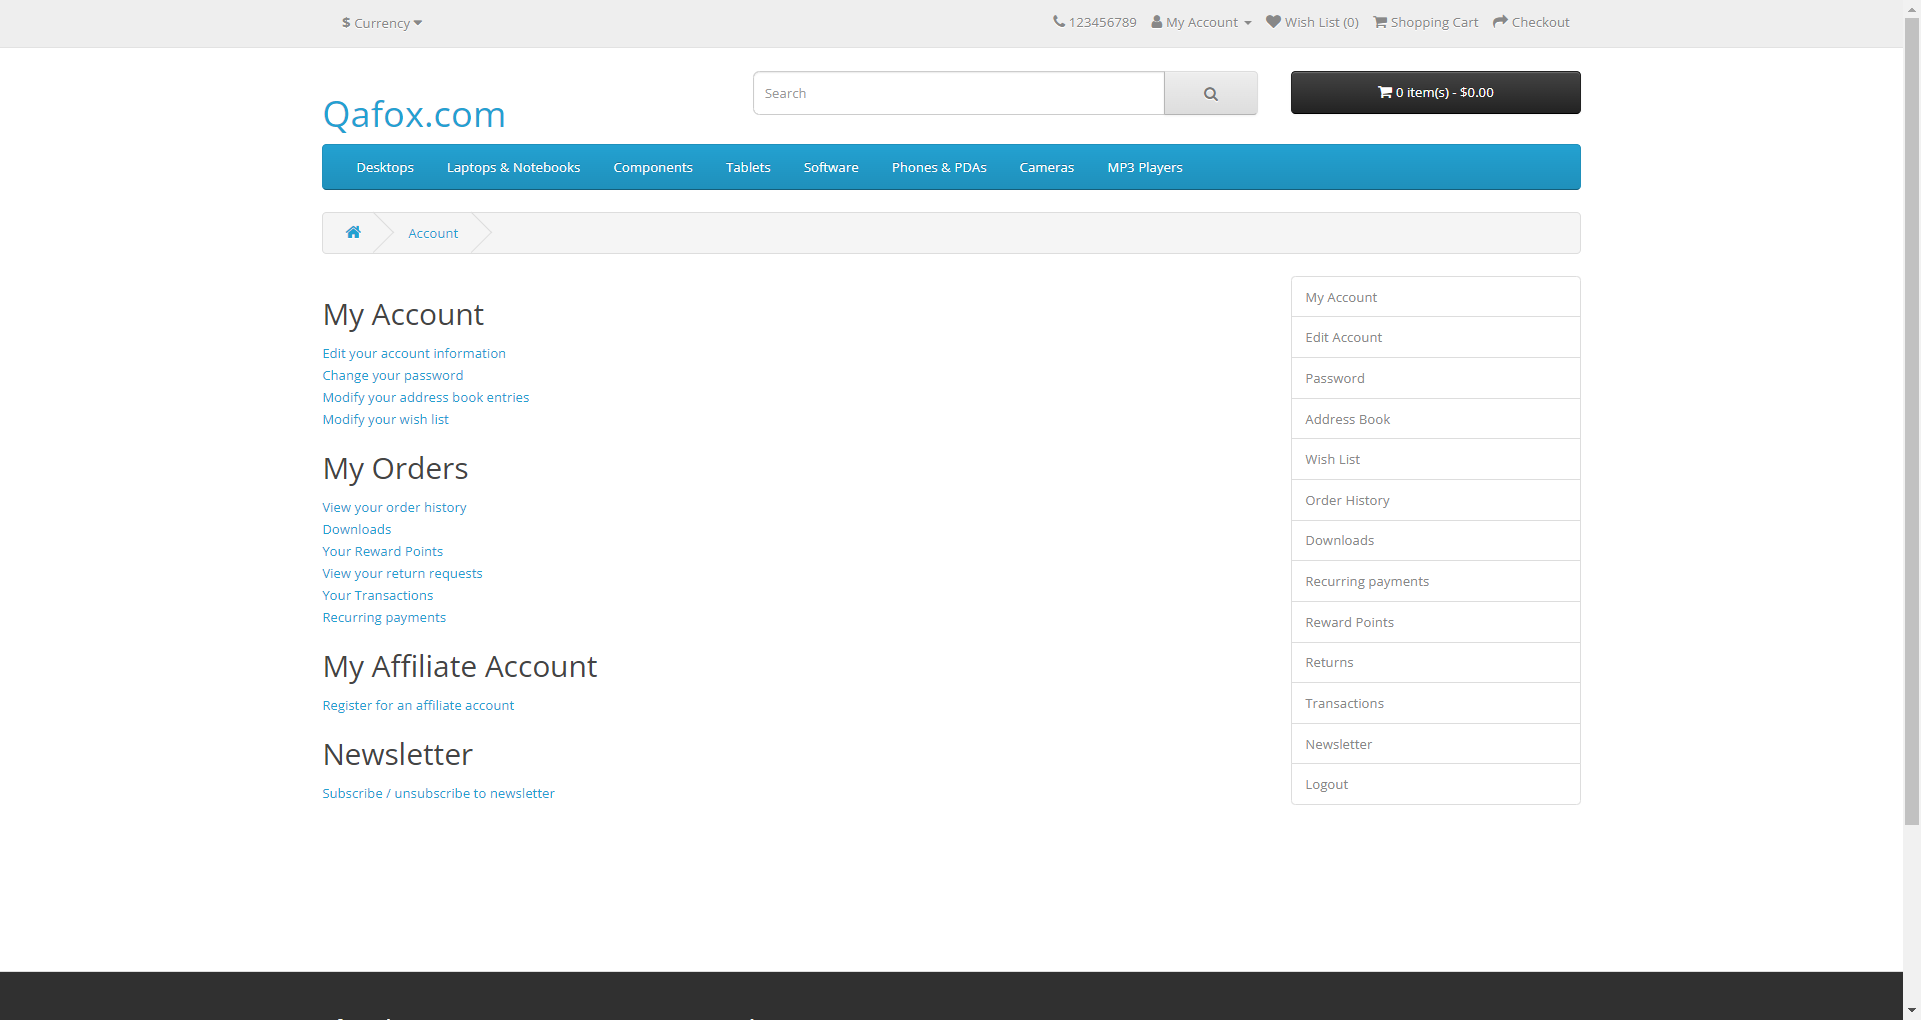 $ Currency
123456789 My Account Wish List (0) Shopping Cart Checkout
Qafox.com
Search
0 item(s) - $0.00
Desktops Laptops & Notebooks Components Tablets Software Phones & PDAs Cameras MP3 Players
Account
My Account
Edit your account information
Change your password
Modify your address book entries
Modify your wish list
My Orders
View your order history
Downloads
Your Reward Points
View your return requests
Your Transactions
Recurring payments
My Affiliate Account
Register for an affiliate account
Newsletter
Subscribe / unsubscribe to newsletter
My Account
Edit Account
Password
Address Book
Wish List
Order History
Downloads
Recurring payments
Reward Points
Returns
Transactions
Newsletter
Logout